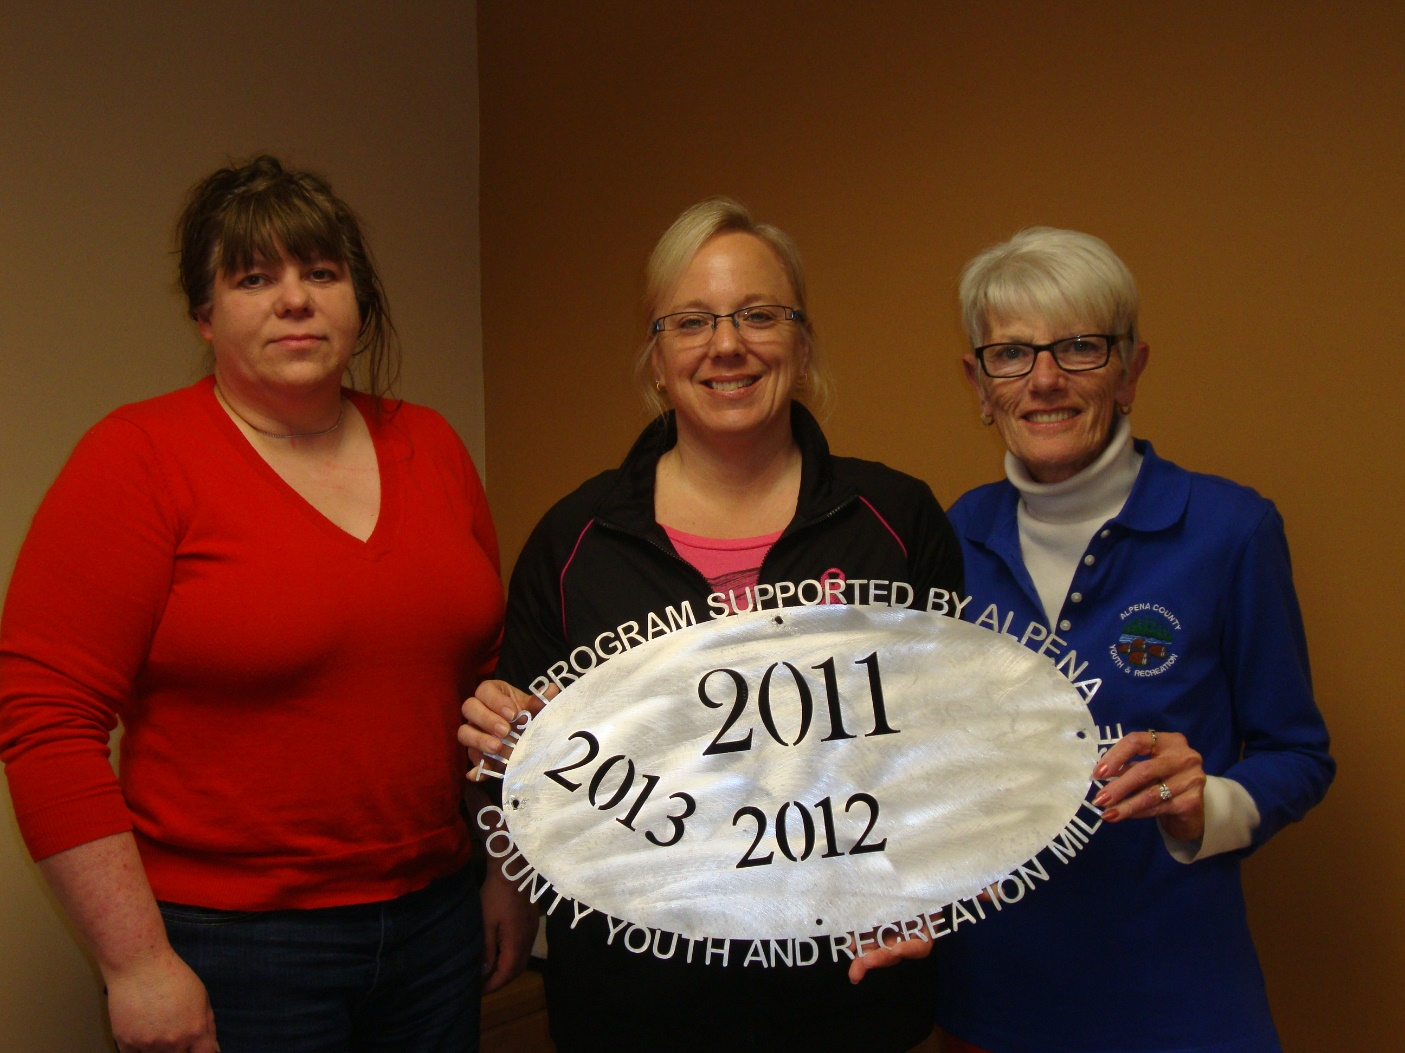 THIS PROGRAM SUPPORTED BY ALPENA
COUNTY YOUTH AND RECREATION MILLAGE
2011
2013
2012
ALPENA COUNTY
YOUTH & RECREATION